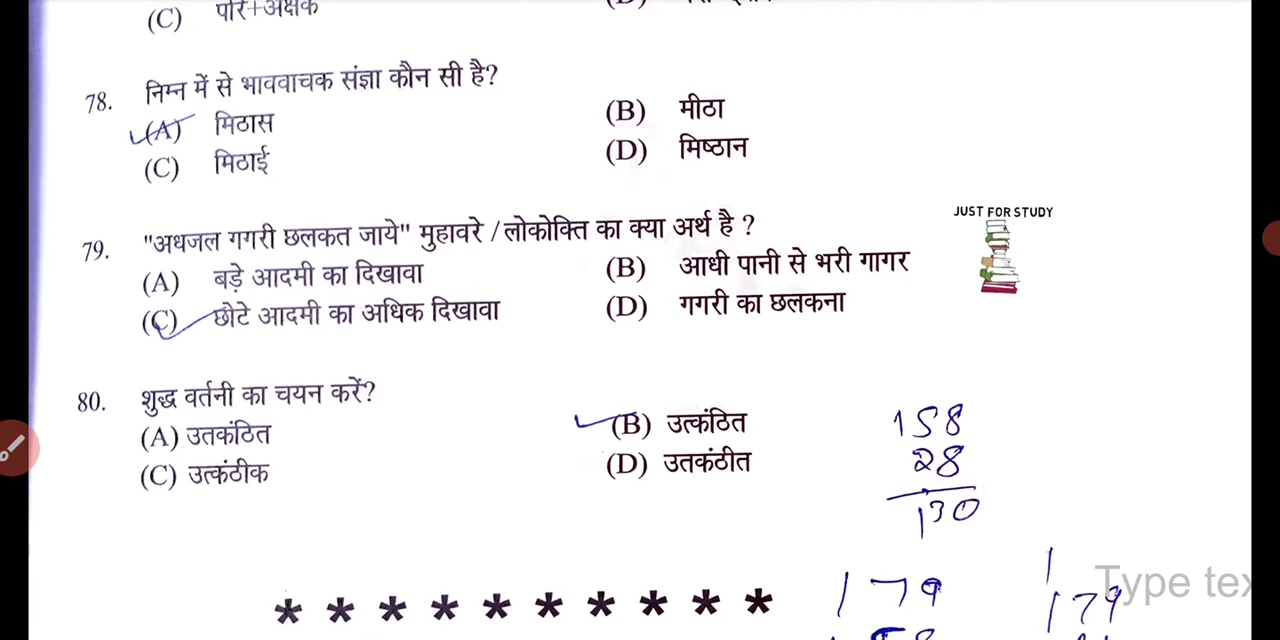 (C) परि+अक्षक
78. निम्न में से भाववाचक संज्ञा कौन सी है?
(A) मिठास (B) मीठा
(C) मिठाई (D) मिष्ठान
JUST FOR STUDY
79. "अधजल गगरी छलकत जाये" मुहावरे / लोकोक्ति का क्या अर्थ है ?
(A) बड़े आदमी का दिखावा (B) आधी पानी से भरी गागर
(C) छोटे आदमी का अधिक दिखावा (D) गगरी का छलकना
80. शुद्ध वर्तनी का चयन करें?
(A) उतकंठित (B) उत्कंठित
(C) उत्कंठीक (D) उतकंठीत
158
28
130
* * * * * * * * * *
179 179
Type tex